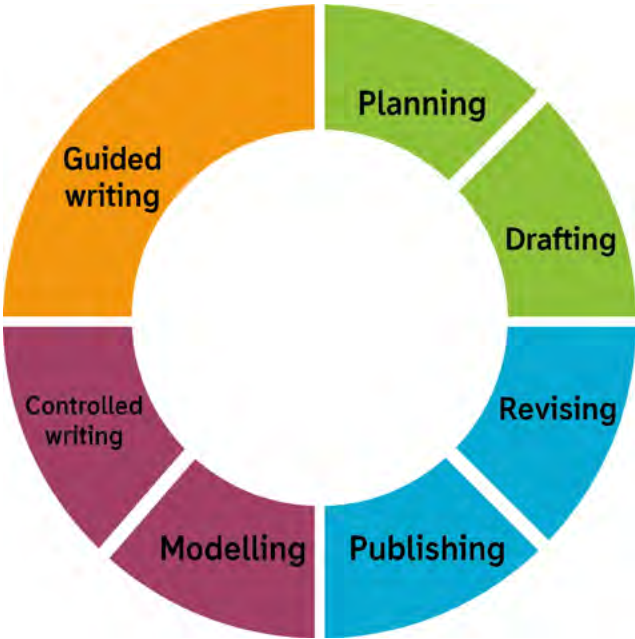 Planning
Drafting
Revising
Publishing
Modelling
Controlled
writing
Guided
writing